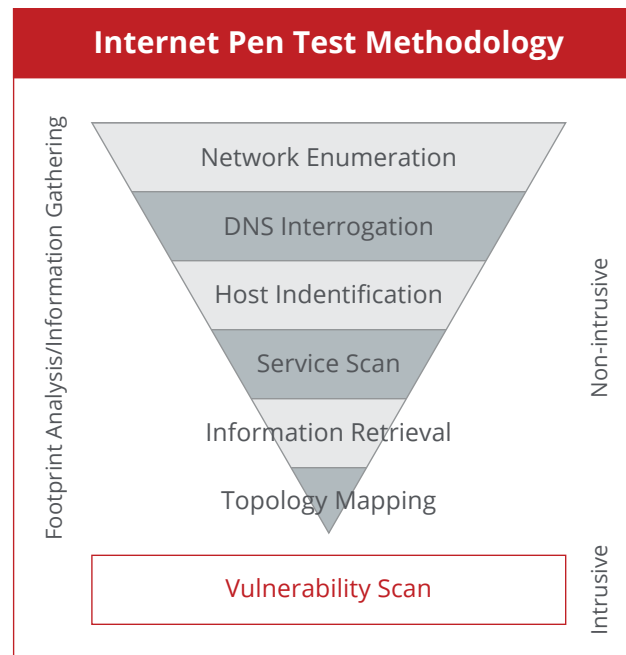 Internet Pen Test Methodology
Footprint Analysis/Information Gathering
Network Enumeration
DNS Interrogation
Host Indentification
Service Scan
Information Retrieval
Topology Mapping
Non-intrusive
Vulnerability Scan
Intrusive